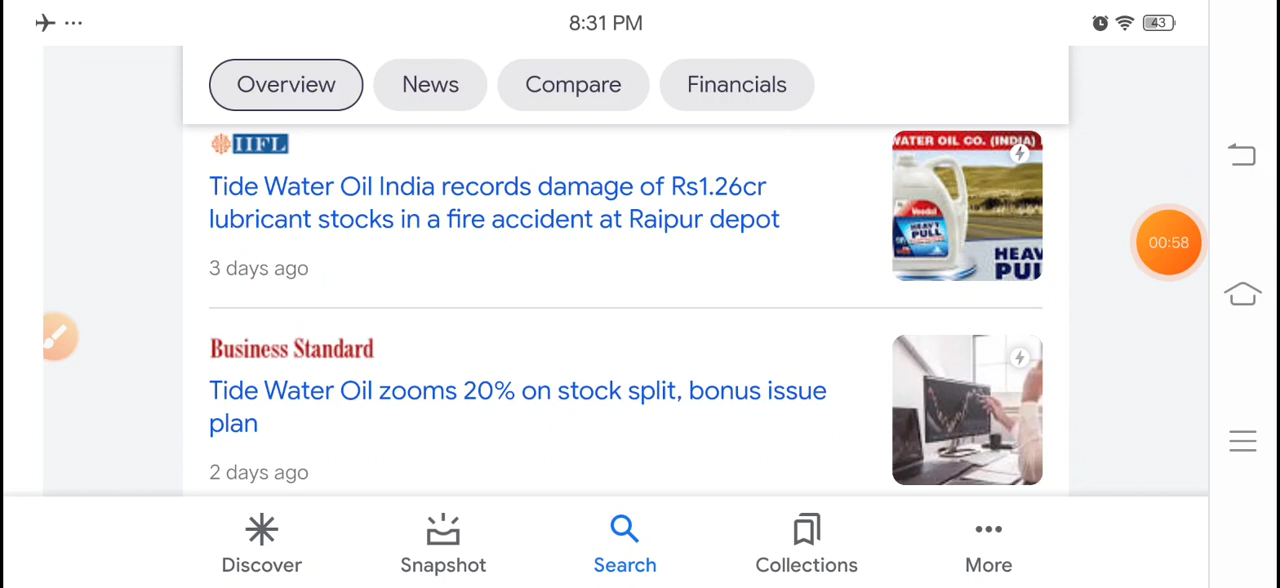 8:31 PM
43
Overview
News
Compare
Financials
IIFL
WATER OIL CO. (INDIA)
Tide Water Oil India records damage of Rs1.26cr
lubricant stocks in a fire accident at Raipur depot
Veedol
HEAVY
PULL
3 days ago
HEAV
PUL
00:58
Business Standard
Tide Water Oil zooms 20% on stock split, bonus issue
plan
2 days ago
Discover
Snapshot
Search
Collections
More